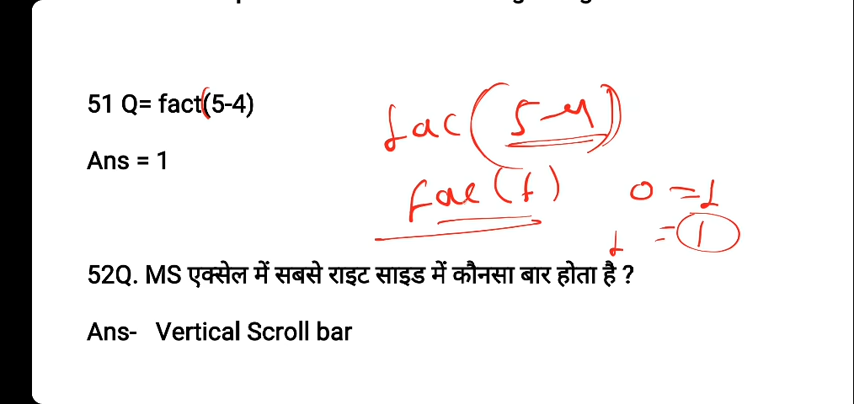 51 Q= fact(5-4)
fac(5-4)
Ans = 1
fac(1)
0 =1
1 =1
52Q. MS एक्सेल में सबसे राइट साइड में कौनसा बार होता है ?
Ans- Vertical Scroll bar